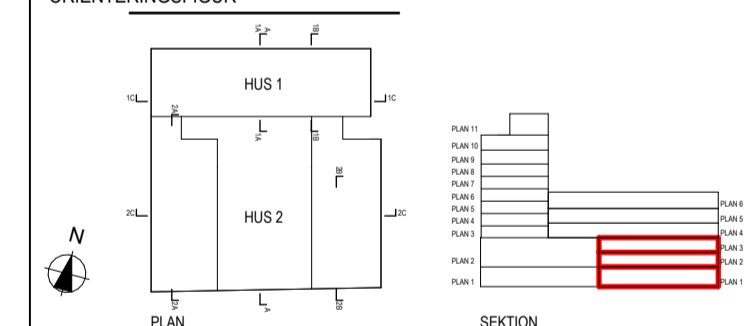 ORIENTERINGSFIGUR
1A
A
1B
HUS 1
1C
1C
2A
1A
1B
2B
2C
HUS 2
2C
N
2A
A
2B
PLAN
PLAN 11
PLAN 10
PLAN 9
PLAN 8
PLAN 7
PLAN 6
PLAN 5
PLAN 4
PLAN 3
PLAN 2
PLAN 1
PLAN 6
PLAN 5
PLAN 4
PLAN 3
PLAN 2
PLAN 1
SEKTION